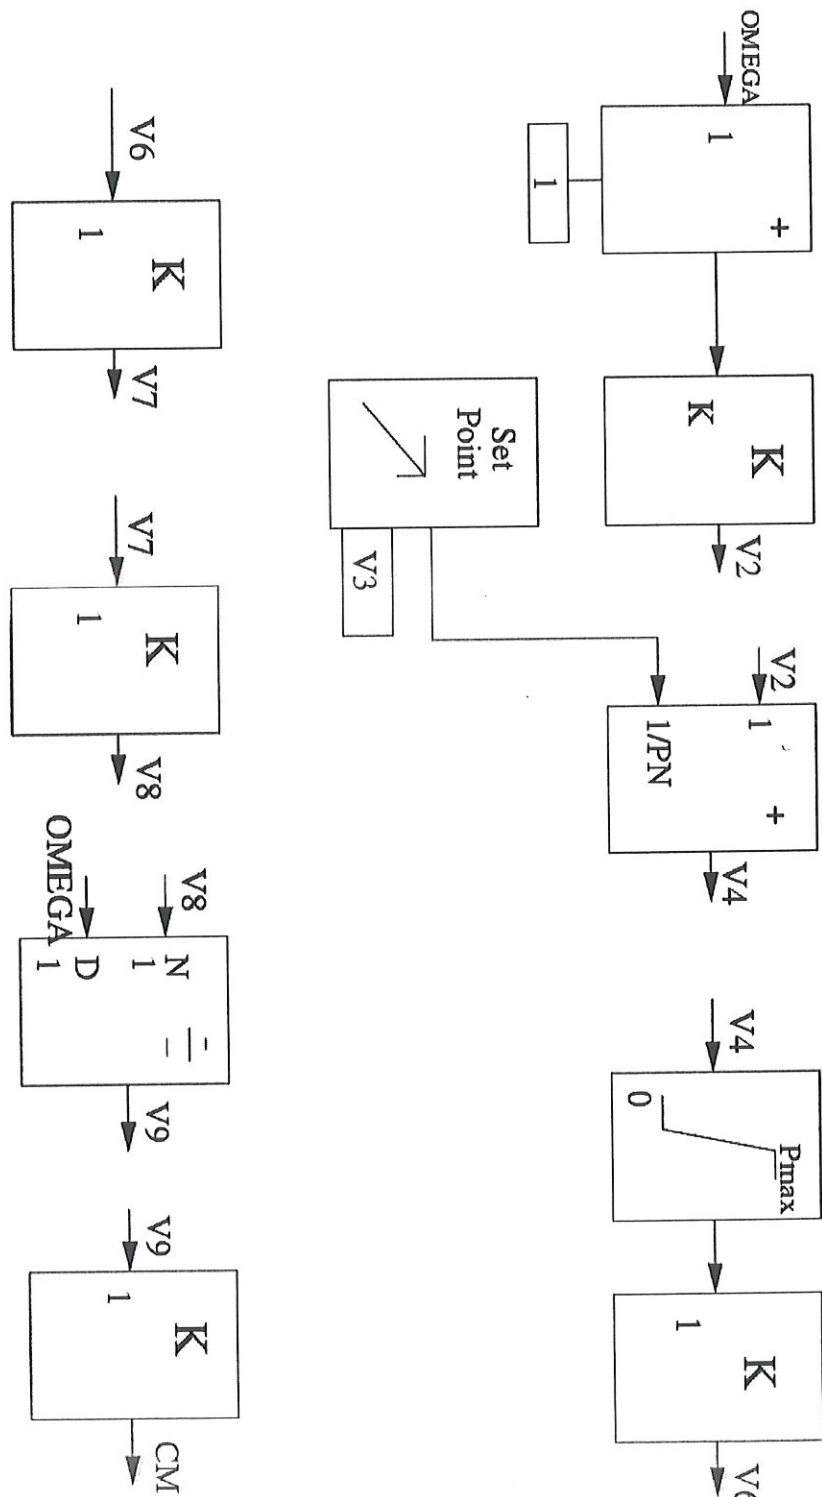 OMEGA
1
+
1
K
K
V2
Set
Point
V3
V2
1
1/PN
+
V4
V4
0
Pmax
1
K
V6
V6
1
K
V7
V7
1
K
V8
V8
OMEGA
N
1
D
1
÷
V9
V9
1
K
CM